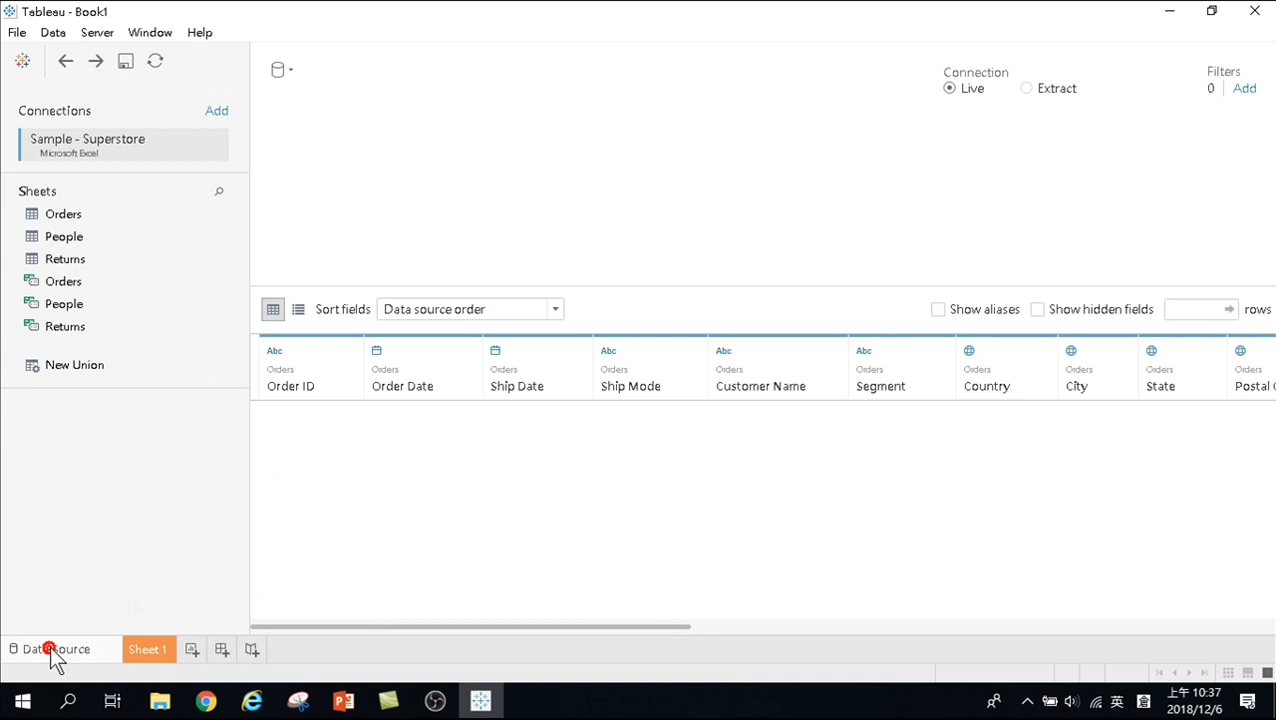 Tableau - Book1
File Data Server Window Help
Connections Add
Sample - Superstore
Microsoft Excel
Sheets
Orders
People
Returns
Orders
People
Returns
New Union
Connection
Live Extract
Filters
0 Add
Sort fields Data source order Show aliases Show hidden fields rows
Abc Abc Abc Abc
Orders Orders Orders Orders Orders Orders Orders Orders Orders Orders
Order ID Order Date Ship Date Ship Mode Customer Name Segment Country City State Postal
Data source Sheet 1
英
上午 10:37
2018/12/6